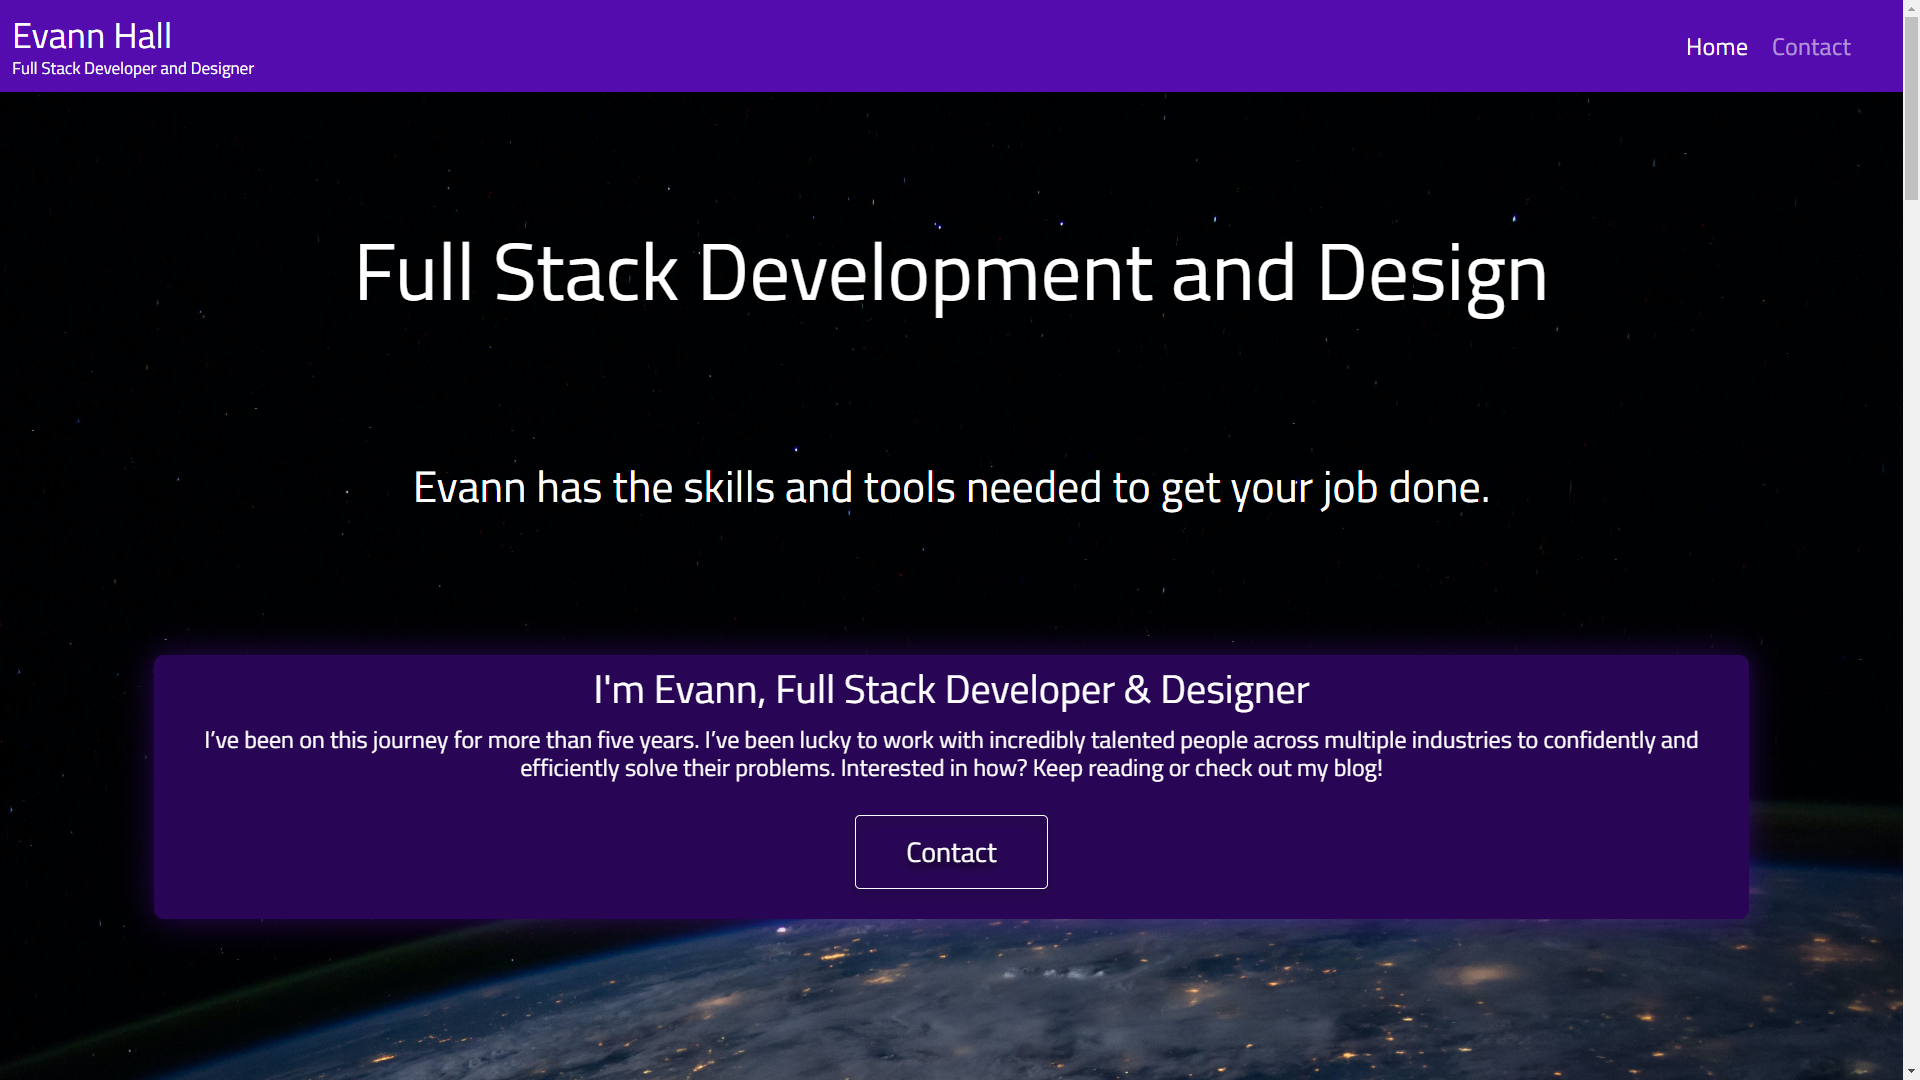 Evann Hall
Full Stack Developer and Designer
Home
Contact
Full Stack Development and Design
Evann has the skills and tools needed to get your job done.
I'm Evann, Full Stack Developer & Designer
I’ve been on this journey for more than five years. I’ve been lucky to work with incredibly talented people across multiple industries to confidently and
efficiently solve their problems. Interested in how? Keep reading or check out my blog!
Contact